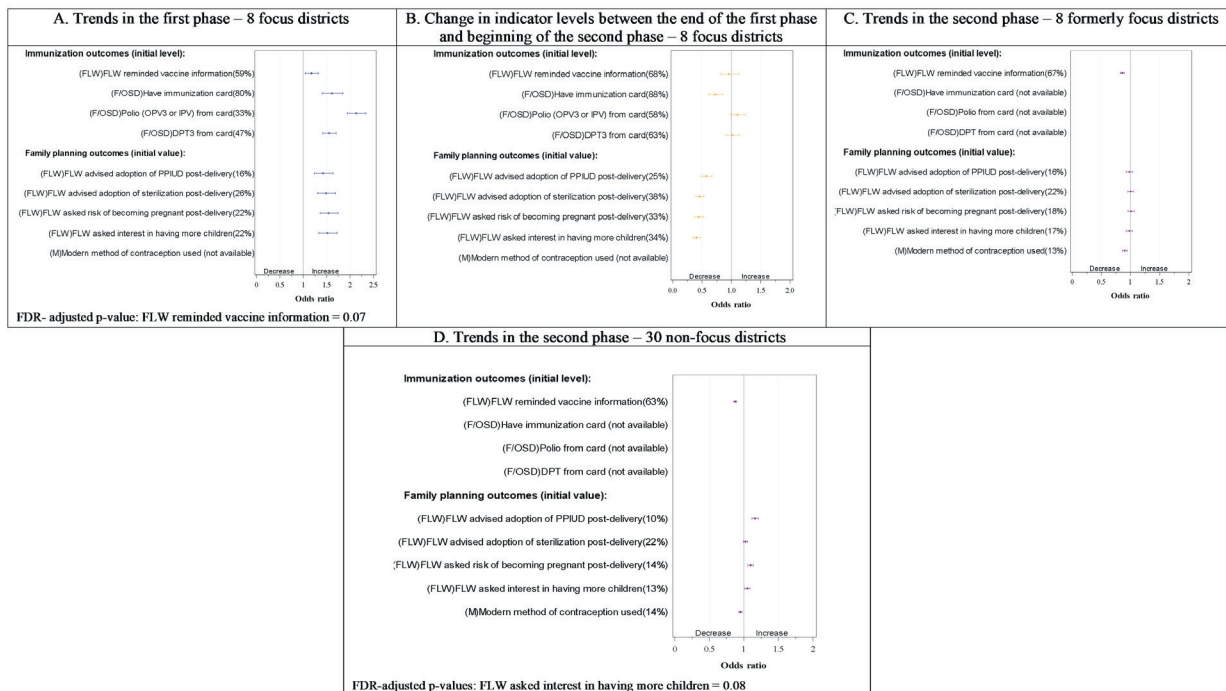 A. Trends in the first phase – 8 focus districts
Immunization outcomes (initial level):
(FLW)FLW reminded vaccine information(59%)
(F/OSD)Have immunization card(80%)
(F/OSD)Polio (OPV3 or IPV) from card(33%)
(F/OSD)DPT3 from card(47%)
Family planning outcomes (initial value):
(FLW)FLW advised adoption of PPIUD post-delivery(16%)
(FLW)FLW advised adoption of sterilization post-delivery(26%)
(FLW)FLW asked risk of becoming pregnant post-delivery(22%)
(FLW)FLW asked interest in having more children(22%)
(M)Modern method of contraception used (not available)
Decrease Increase
0 0.5 1.0 1.5 2.0 2.5
Odds ratio
FDR- adjusted p-value: FLW reminded vaccine information = 0.07
B. Change in indicator levels between the end of the first phase
and beginning of the second phase – 8 focus districts
Immunization outcomes (initial level):
(FLW)FLW reminded vaccine information(68%)
(F/OSD)Have immunization card(88%)
(F/OSD)Polio (OPV3 or IPV) from card(58%)
(F/OSD)DPT3 from card(63%)
Family planning outcomes (initial value):
(FLW)FLW advised adoption of PPIUD post-delivery(25%)
(FLW)FLW advised adoption of sterilization post-delivery(38%)
(FLW)FLW asked risk of becoming pregnant post-delivery(33%)
(FLW)FLW asked interest in having more children(34%)
(M)Modern method of contraception used (not available)
Decrease Increase
0.0 0.5 1.0 1.5 2.0
Odds ratio
C. Trends in the second phase – 8 formerly focus districts
Immunization outcomes (initial level):
(FLW)FLW reminded vaccine information(67%)
(F/OSD)Have immunization card (not available)
(F/OSD)Polio from card (not available)
(F/OSD)DPT from card (not available)
Family planning outcomes (initial value):
(FLW)FLW advised adoption of PPIUD post-delivery(16%)
(FLW)FLW advised adoption of sterilization post-delivery(22%)
(FLW)FLW asked risk of becoming pregnant post-delivery(18%)
(FLW)FLW asked interest in having more children(17%)
(M)Modern method of contraception used(13%)
Decrease Increase
0 0.5 1 1.5 2
Odds ratio
D. Trends in the second phase – 30 non-focus districts
Immunization outcomes (initial level):
(FLW)FLW reminded vaccine information(63%)
(F/OSD)Have immunization card (not available)
(F/OSD)Polio from card (not available)
(F/OSD)DPT from card (not available)
Family planning outcomes (initial value):
(FLW)FLW advised adoption of PPIUD post-delivery(10%)
(FLW)FLW advised adoption of sterilization post-delivery(22%)
(FLW)FLW asked risk of becoming pregnant post-delivery(14%)
(FLW)FLW asked interest in having more children(13%)
(M)Modern method of contraception used(14%)
Decrease Increase
0 0.5 1 1.5 2
Odds ratio
FDR-adjusted p-values: FLW asked interest in having more children = 0.08